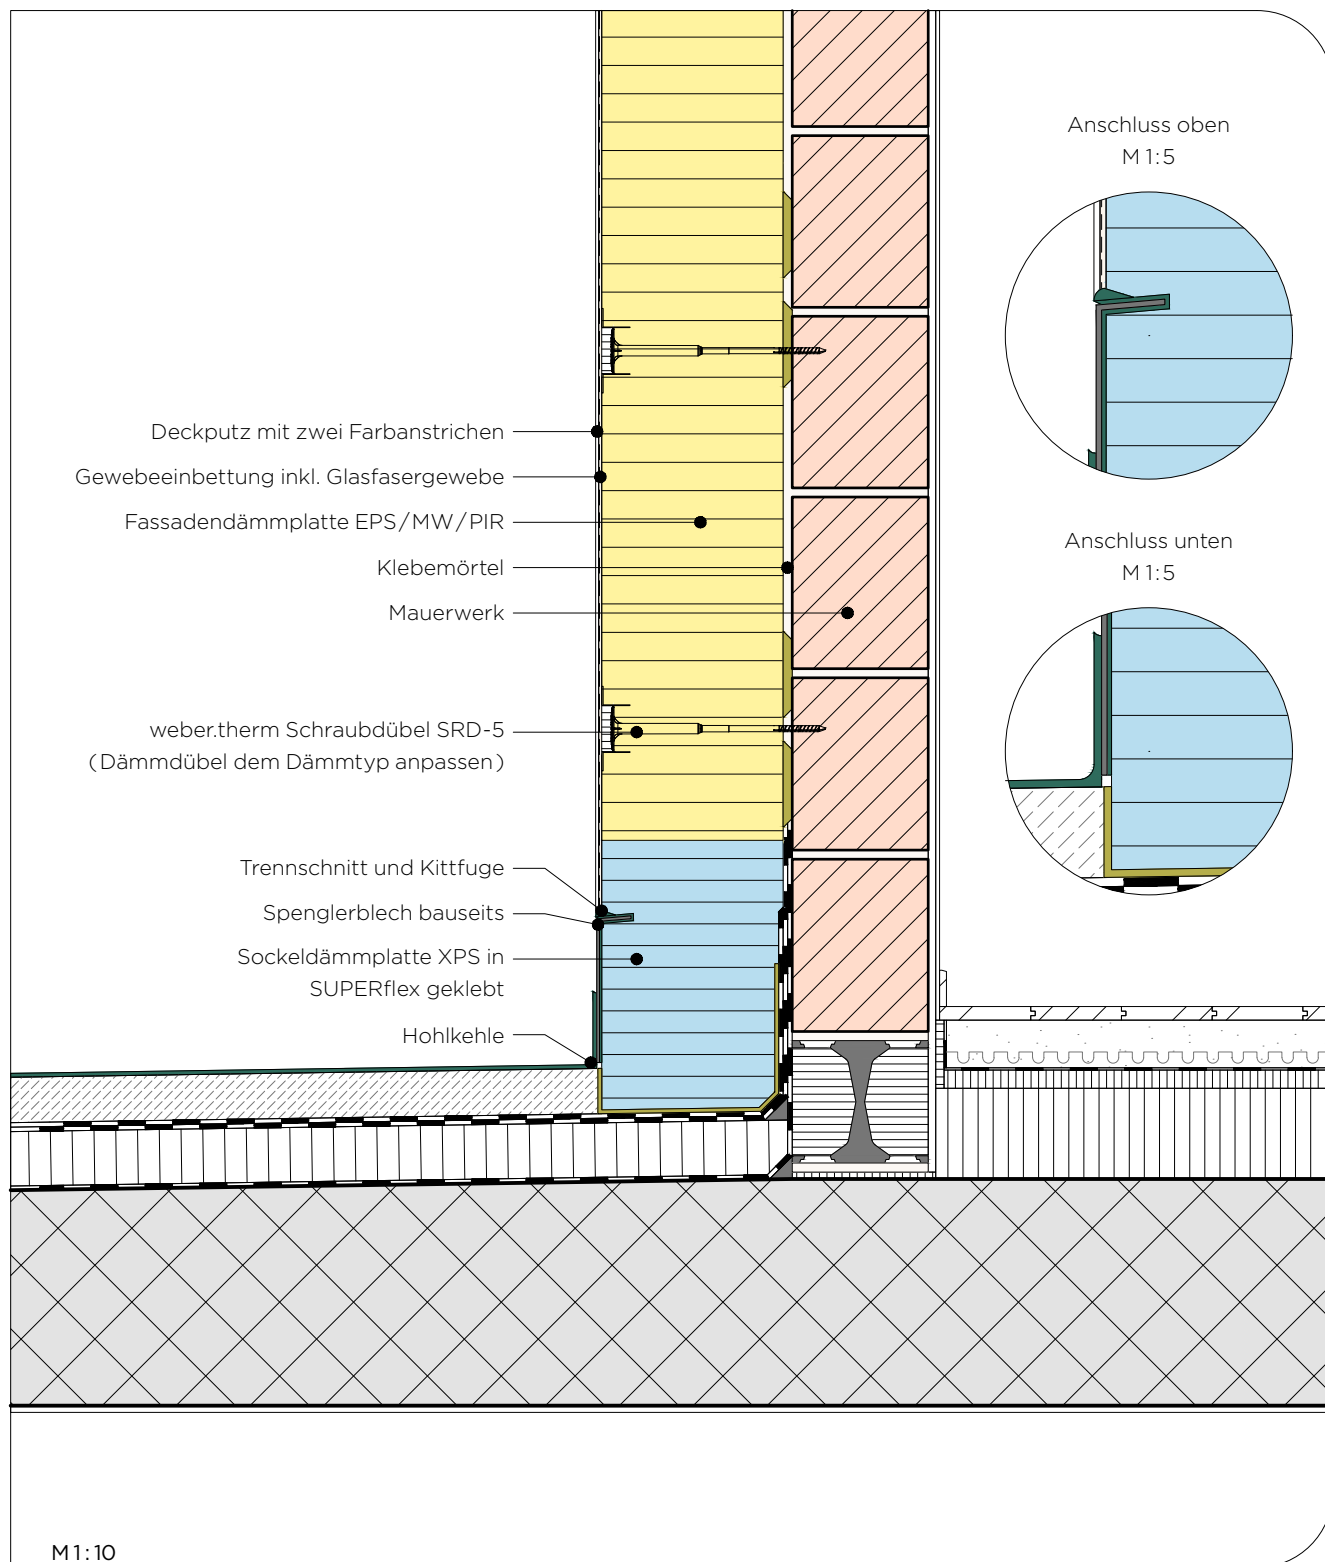 Anschluss oben
M 1:5
Deckputz mit zwei Farbanstrichen
Gewebeeinbettung inkl. Glasfasergewebe
Fassadendämmplatte EPS/MW/PIR
Klebemörtel
Mauerwerk
Anschluss unten
M 1:5
weber.therm Schraubdübel SRD-5
(Dämmdübel dem Dämmtyp anpassen)
Trennschnitt und Kittfuge
Spenglerblech bauseits
Sockeldämmplatte XPS in
SUPERflex geklebt
Hohlkehle
M 1:10